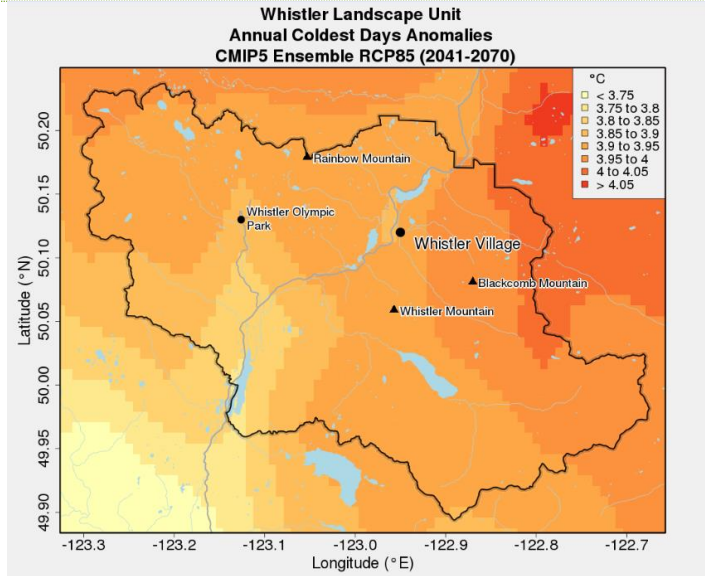 Whistler Landscape Unit
Annual Coldest Days Anomalies
CMIP5 Ensemble RCP85 (2041-2070)
°C
< 3.75
3.75 to 3.8
3.8 to 3.85
3.85 to 3.9
3.9 to 3.95
3.95 to 4
4 to 4.05
> 4.05
Rainbow Mountain
Whistler Olympic
Park
Whistler Village
Blackcomb Mountain
Whistler Mountain
Latitude (°N)
50.20
50.15
50.10
50.05
50.00
49.95
49.90
-123.3
-123.2
-123.1
-123.0
-122.9
-122.8
-122.7
Longitude (°E)